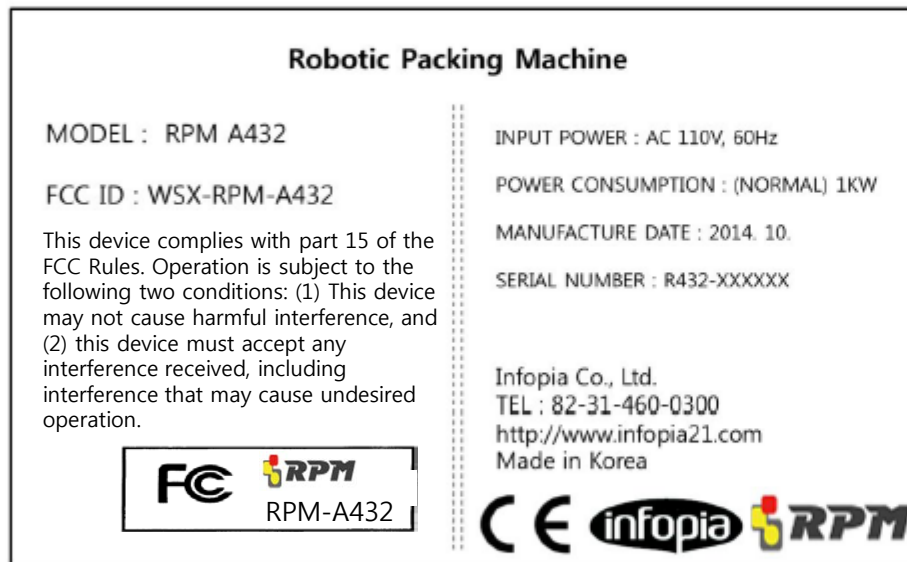 Robotic Packing Machine
MODEL : RPM A432
FCC ID : WSX-RPM-A432
This device complies with part 15 of the
FCC Rules. Operation is subject to the
following two conditions: (1) This device
may not cause harmful interference, and
(2) this device must accept any
interference received, including
interference that may cause undesired
operation.
FC RPM
RPM-A432
INPUT POWER : AC 110V, 60Hz
POWER CONSUMPTION : (NORMAL) 1KW
MANUFACTURE DATE : 2014. 10.
SERIAL NUMBER : R432-XXXXXX
Infopia Co., Ltd.
TEL : 82-31-460-0300
http://www.infopia21.com
Made in Korea
CE infopia RPM